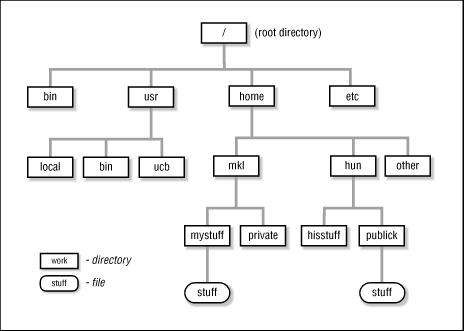 / (root directory)
bin usr home etc
local bin ucb mkl hun other
mystuff private hisstuff publick
work - directory
stuff - file
stuff stuff